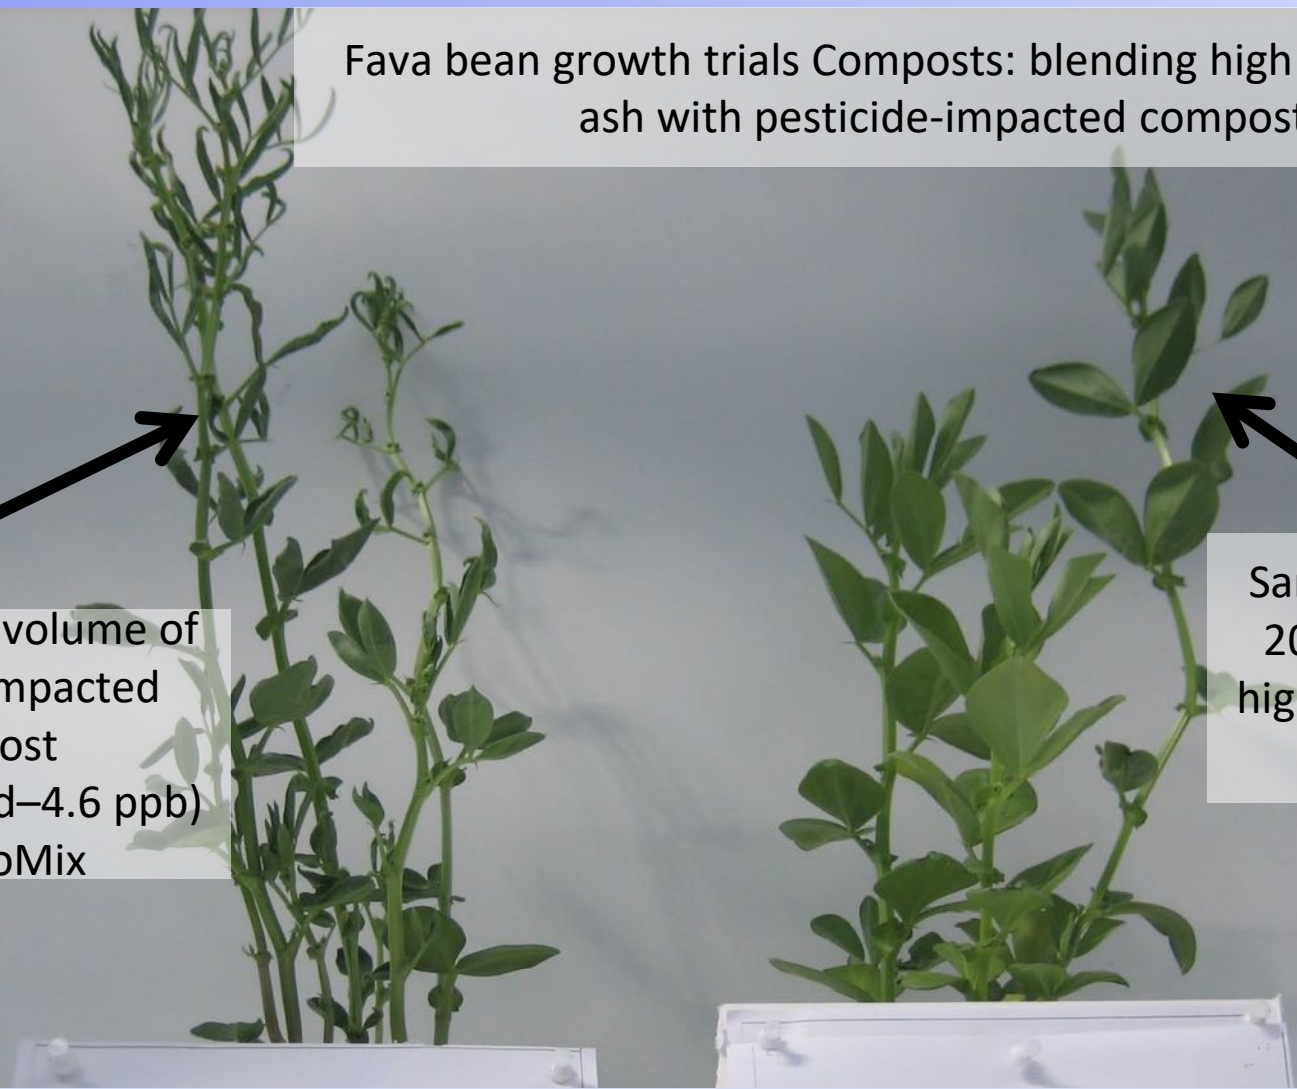 Fava bean growth trials Composts: blending high
ash with pesticide-impacted compost
volume of
mpacted
ost
d–4.6 ppb)
oMix
Sar
20
hig